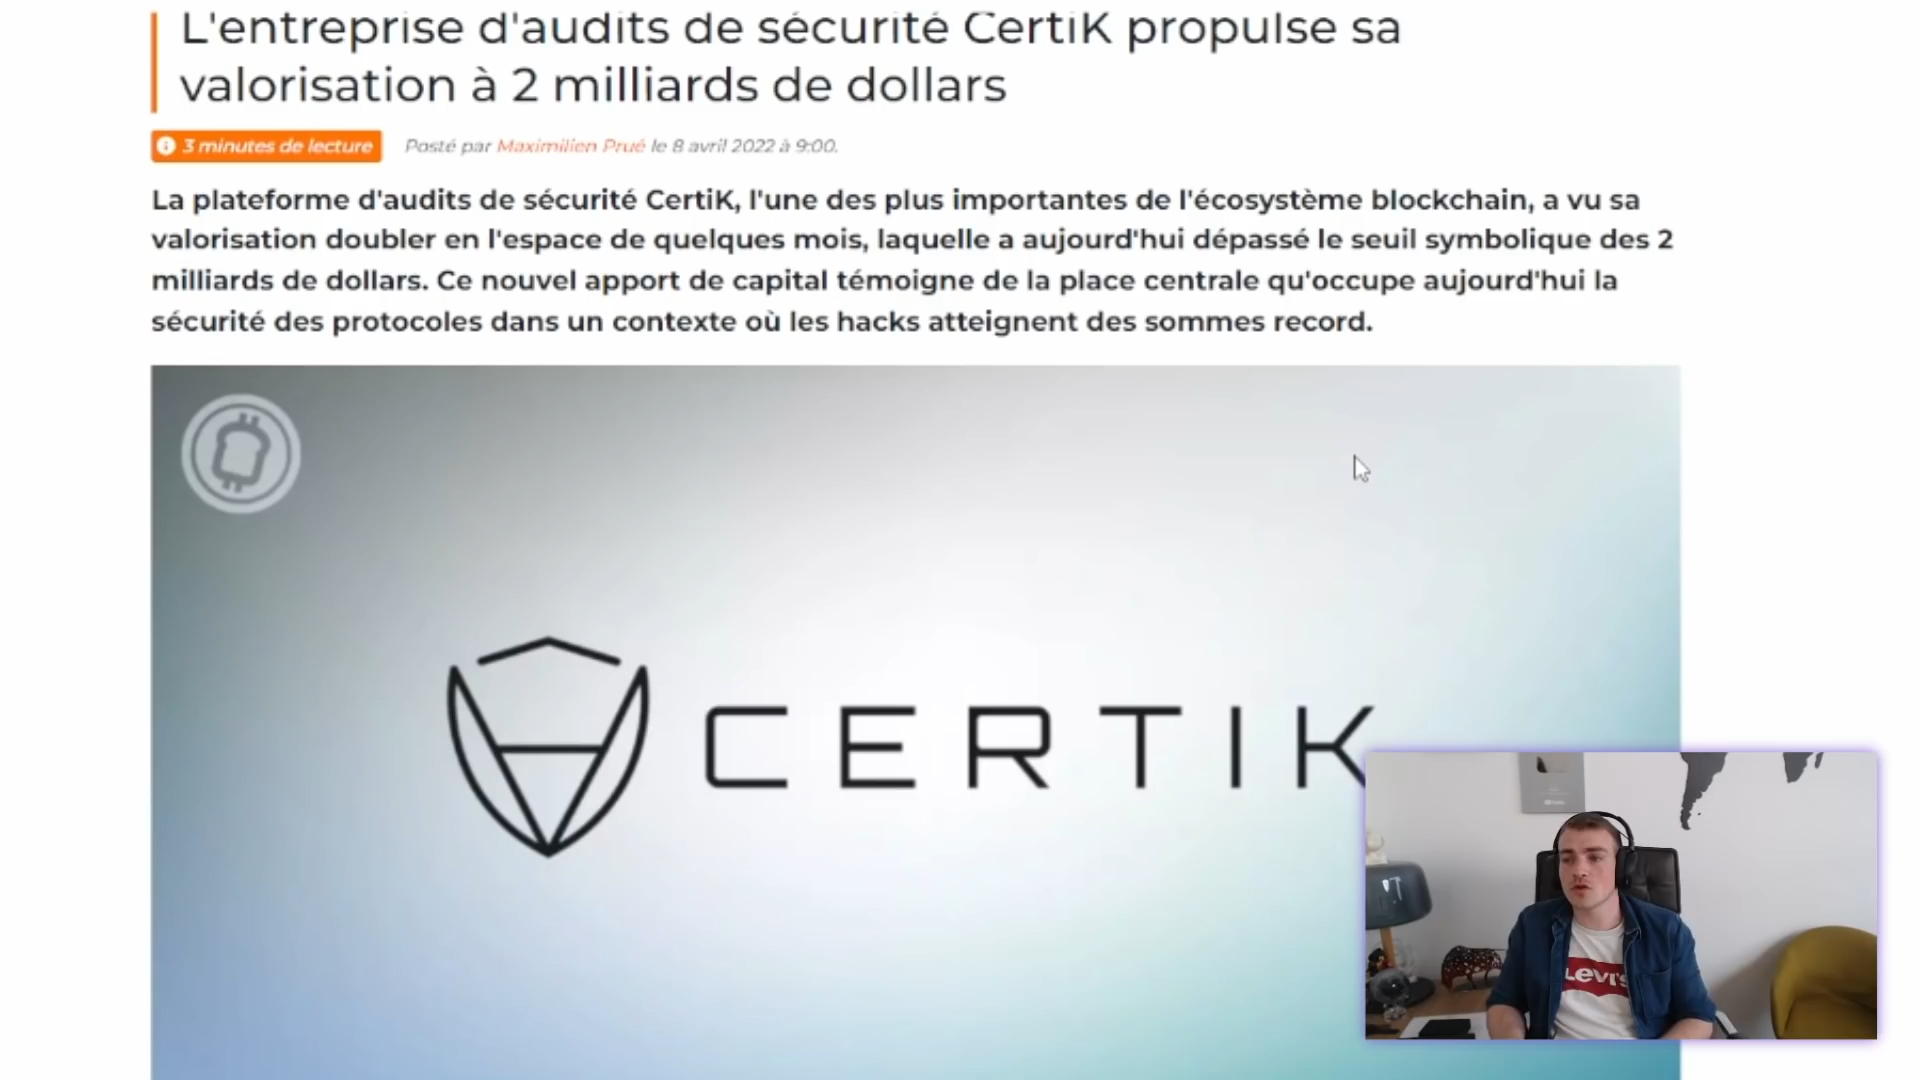 L'entreprise d'audits de sécurité CertiK propulse sa
valorisation à 2 milliards de dollars
3 minutes de lecture
Posté par Maximilien Prué le 8 avril 2022 à 9:00.
La plateforme d'audits de sécurité CertiK, l'une des plus importantes de l'écosystème blockchain, a vu sa
valorisation doubler en l'espace de quelques mois, laquelle a aujourd'hui dépassé le seuil symbolique des 2
milliards de dollars. Ce nouvel apport de capital témoigne de la place centrale qu'occupe aujourd'hui la
sécurité des protocoles dans un contexte où les hacks atteignent des sommes record.
CERTIK
Levi's